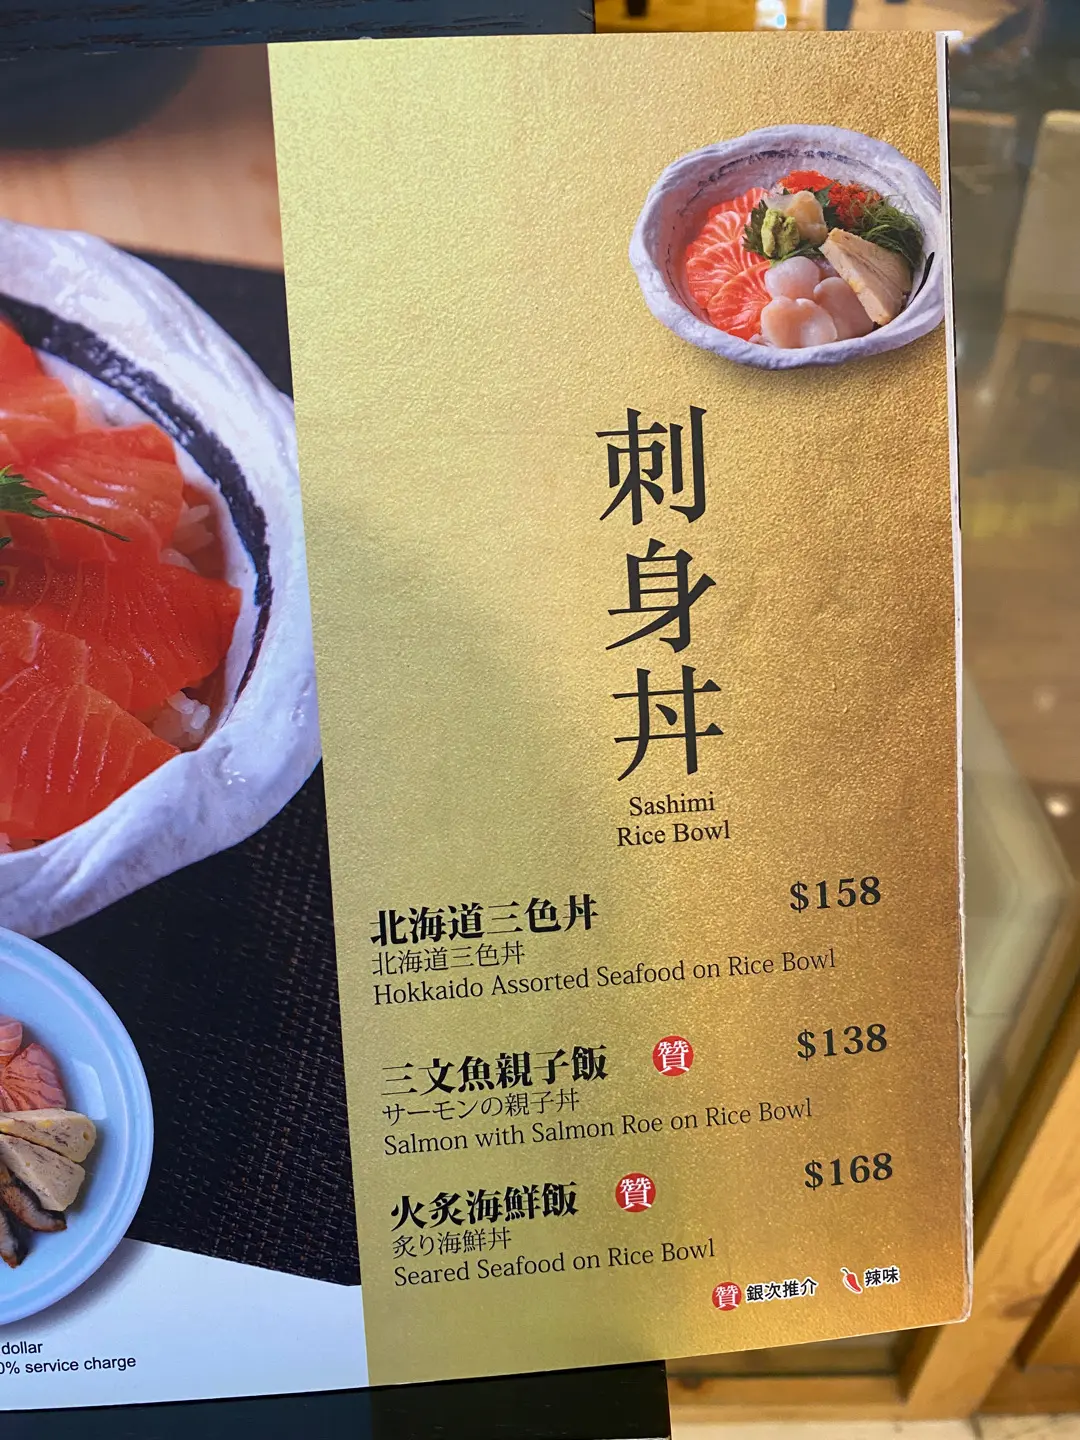 刺身丼
Sashimi
Rice Bowl
北海道三色丼 $158
北海道三色丼
Hokkaido Assorted Seafood on Rice Bowl
三文魚親子飯 贊 $138
サーモンの親子丼
Salmon with Salmon Roe on Rice Bowl
火炙海鮮飯 贊 $168
炙り海鮮丼
Seared Seafood on Rice Bowl
贊 銀次推介 辣味
dollar
0% service charge